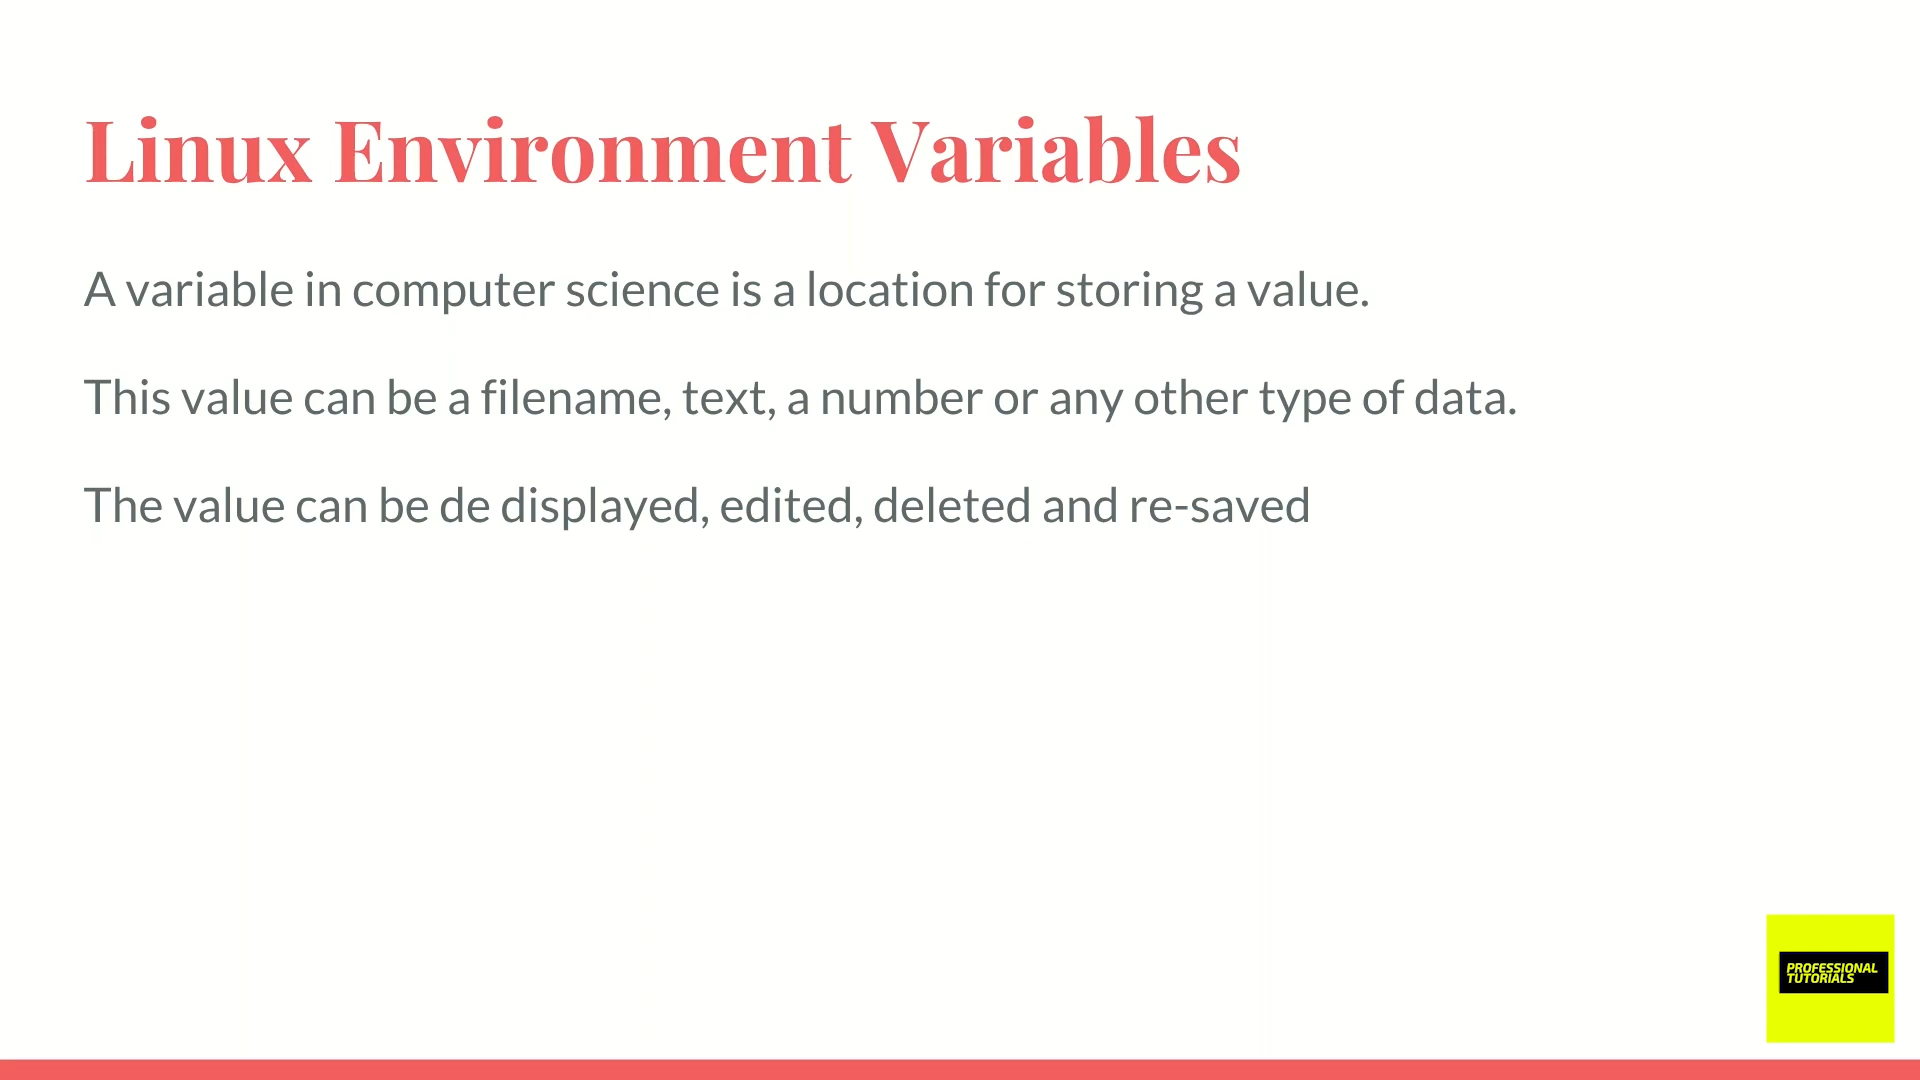 Linux Environment Variables
A variable in computer science is a location for storing a value.
This value can be a filename, text, a number or any other type of data.
The value can be de displayed, edited, deleted and re-saved
PROFESSIONAL
TUTORIALS